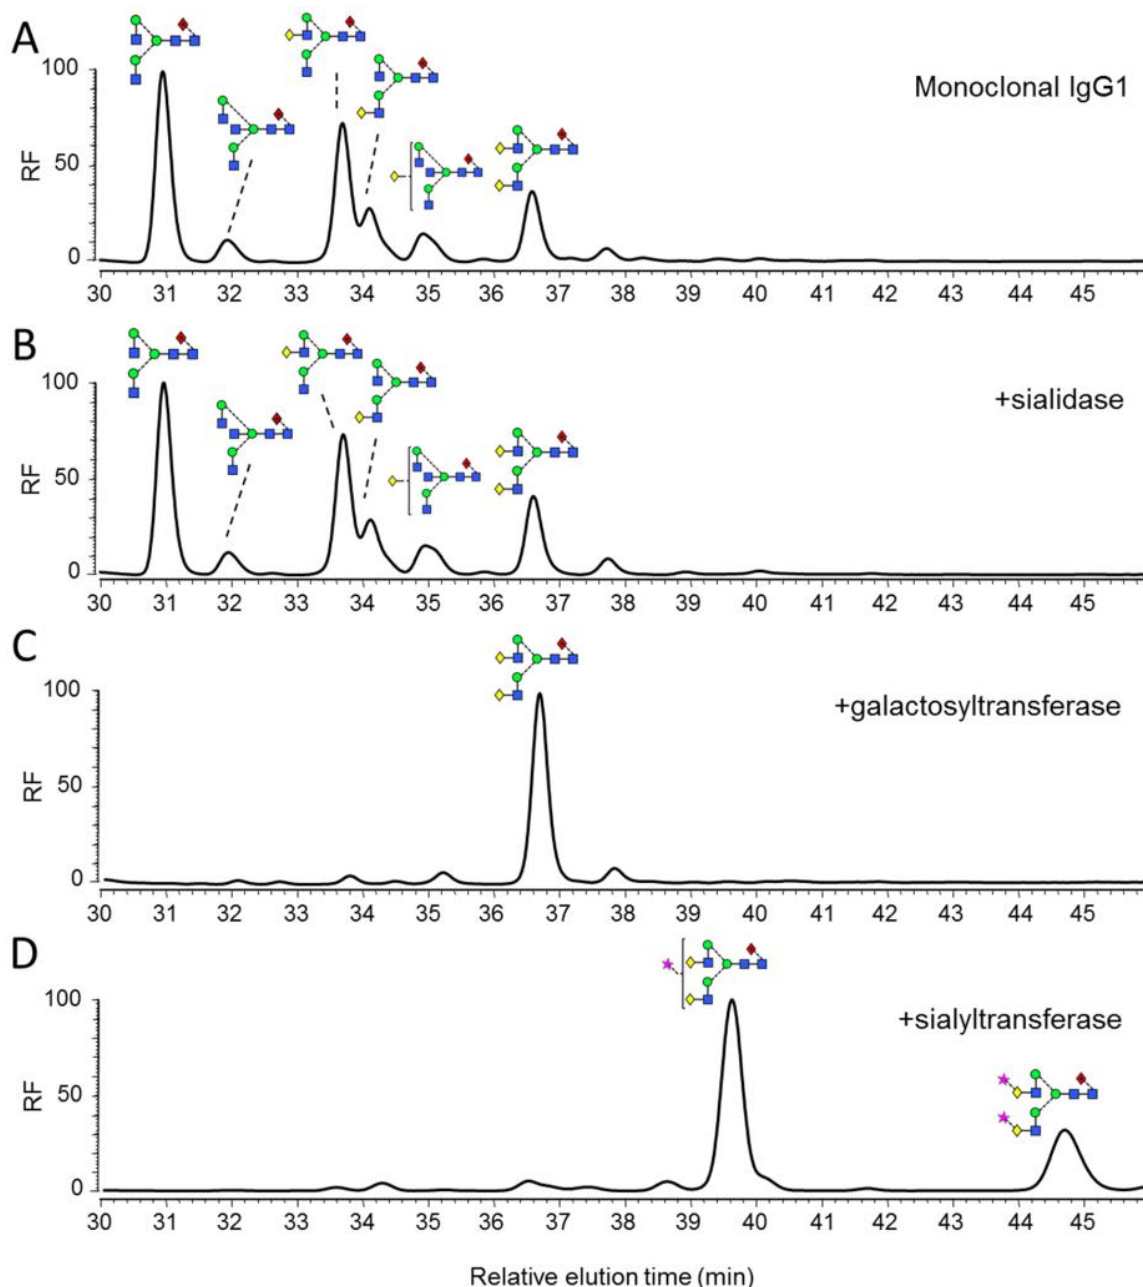 A
Monoclonal IgG1
RF
100
50
0
30 31 32 33 34 35 36 37 38 39 40 41 42 43 44 45
B
+sialidase
RF
100
50
0
30 31 32 33 34 35 36 37 38 39 40 41 42 43 44 45
C
+galactosyltransferase
RF
100
50
0
30 31 32 33 34 35 36 37 38 39 40 41 42 43 44 45
D
+sialyltransferase
RF
100
50
0
30 31 32 33 34 35 36 37 38 39 40 41 42 43 44 45
Relative elution time (min)